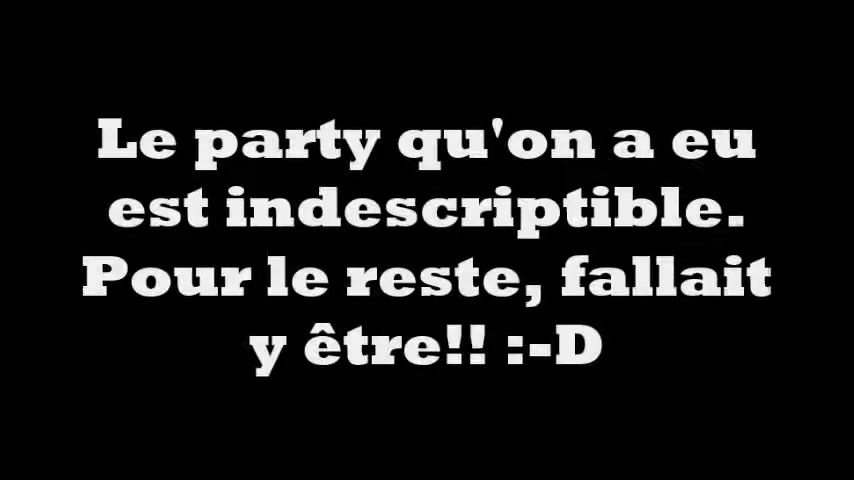 Le party qu'on a eu
est indescriptible.
Pour le reste, fallait
y être!! :-D